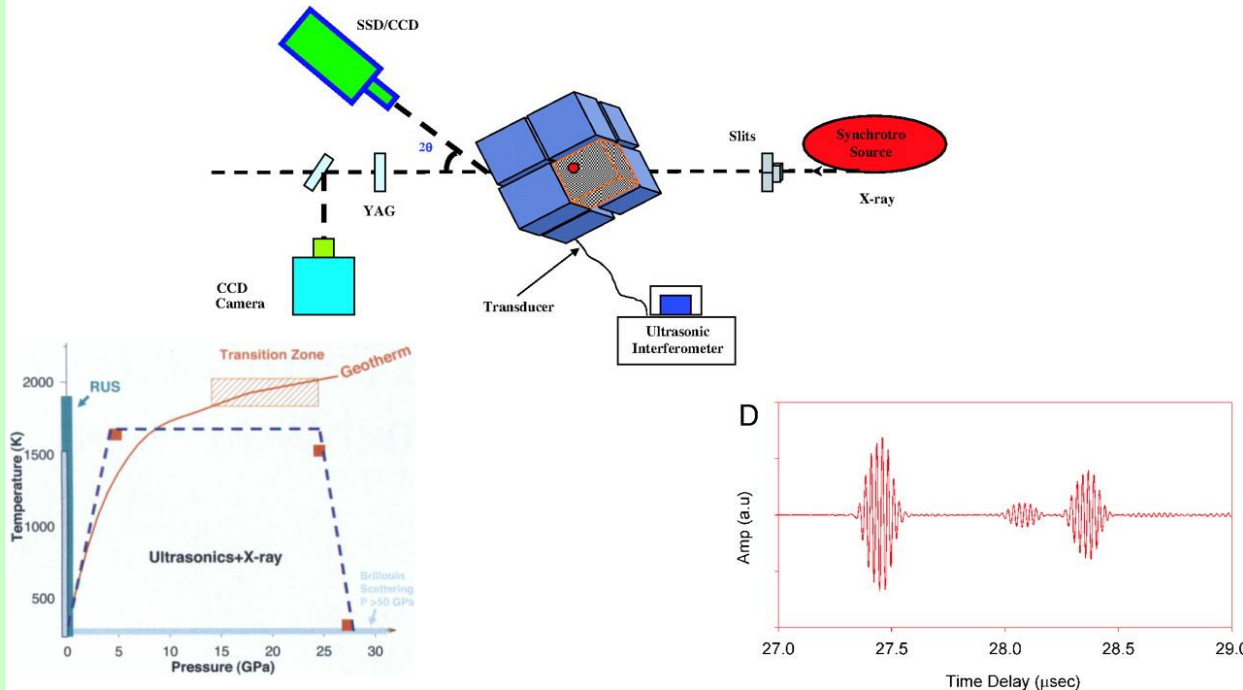 SSD/CCD
2θ
Slits
Synchrotro
Source
X-ray
YAG
CCD
Camera
Transducer
Ultrasonic
Interferometer
Transition Zone
Geotherm
RUS
2000
1500
1000
500
Temperature (K)
Ultrasonics+X-ray
Brillouin
Scattering
P >50 GPa
0 5 10 15 20 25 30
Pressure (GPa)
D
Amp (a.u)
27.0 27.5 28.0 28.5 29.0
Time Delay (μsec)